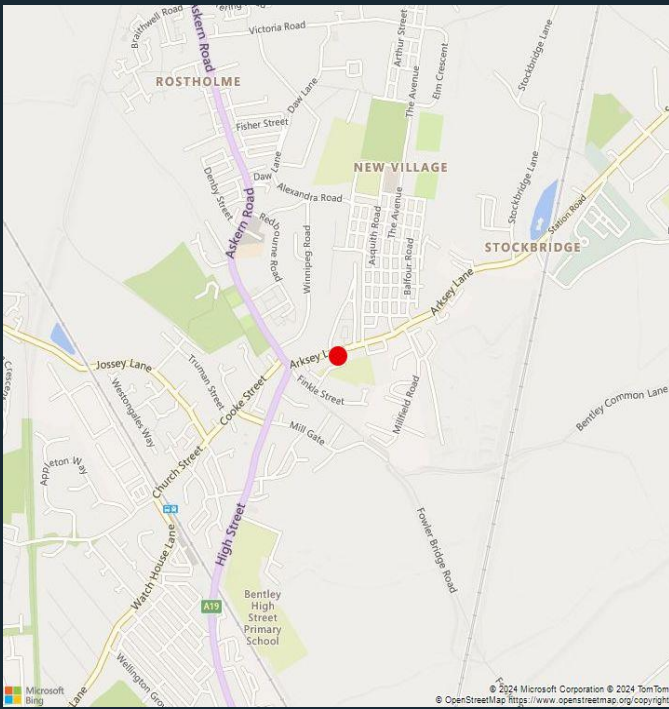 Victoria Road
Braithwell Road
Askern Road
ROSTHOLME
Arthur Street
The Avenue
Elm Crescent
Stockbridge Lane
Daw Lane
Fisher Street
NEW VILLAGE
Daw Lane
Denby Street
Alexandra Road
Stockbridge Lane
Askern Road
Redbourne Road
Winnipeg Road
Asquith Road
The Avenue
Balfour Road
Station Road
STOCKBRIDGE
Arksey Lane
Jossey Lane
Truman Street
Cooke Street
Finkle Street
Westongales Way
Millfield Road
Bentley Common Lane
Mill Gate
Appleton Way
Church Street
High Street
Fowler Bridge Road
Watch House Lane
A19
Bentley
High
Street
Primary
School
Wellington Gro
Lane
Microsoft
Bing
© 2024 Microsoft Corporation © 2024 TomTom
© OpenStreetMap https://www.openstreetmap.org/copyright